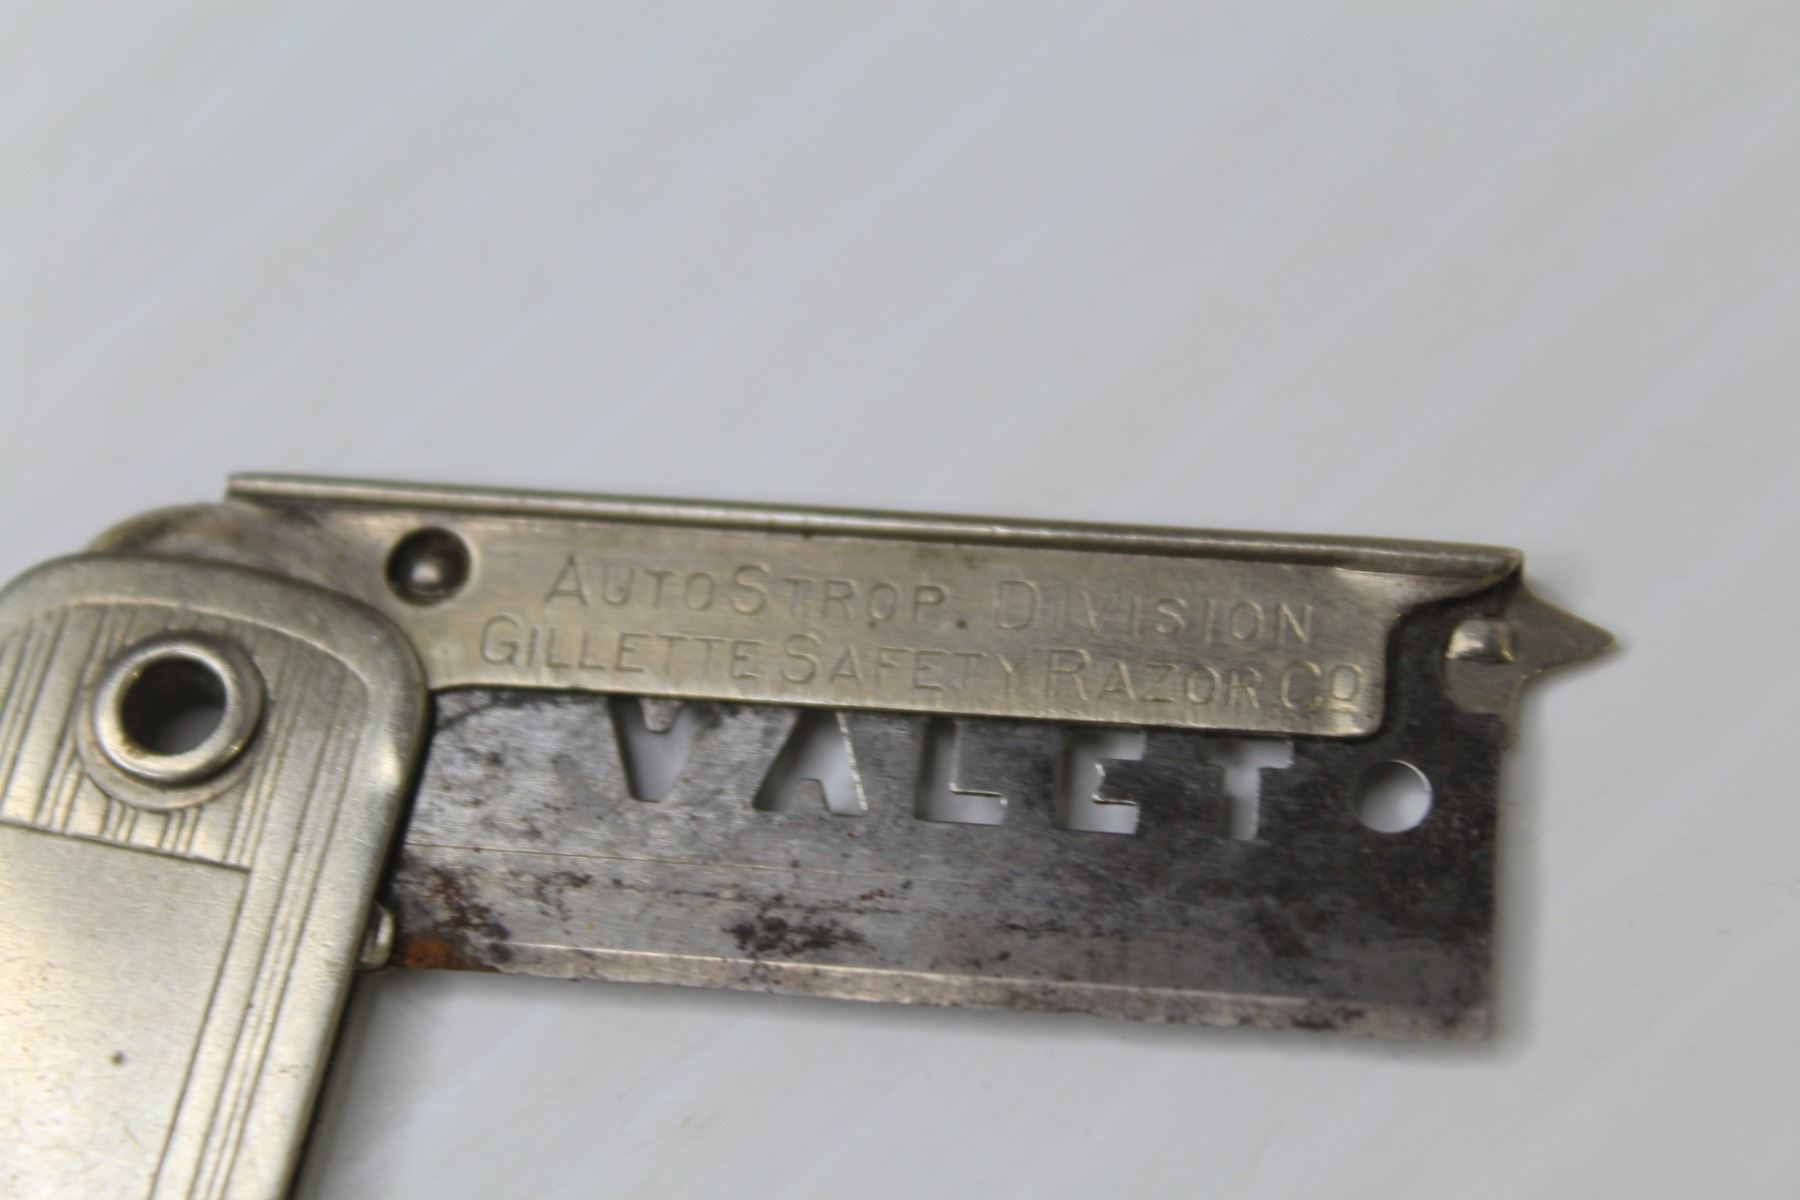 AUTOSTROP. DIVISION
GILLETTE SAFETY RAZOR CO
VALET